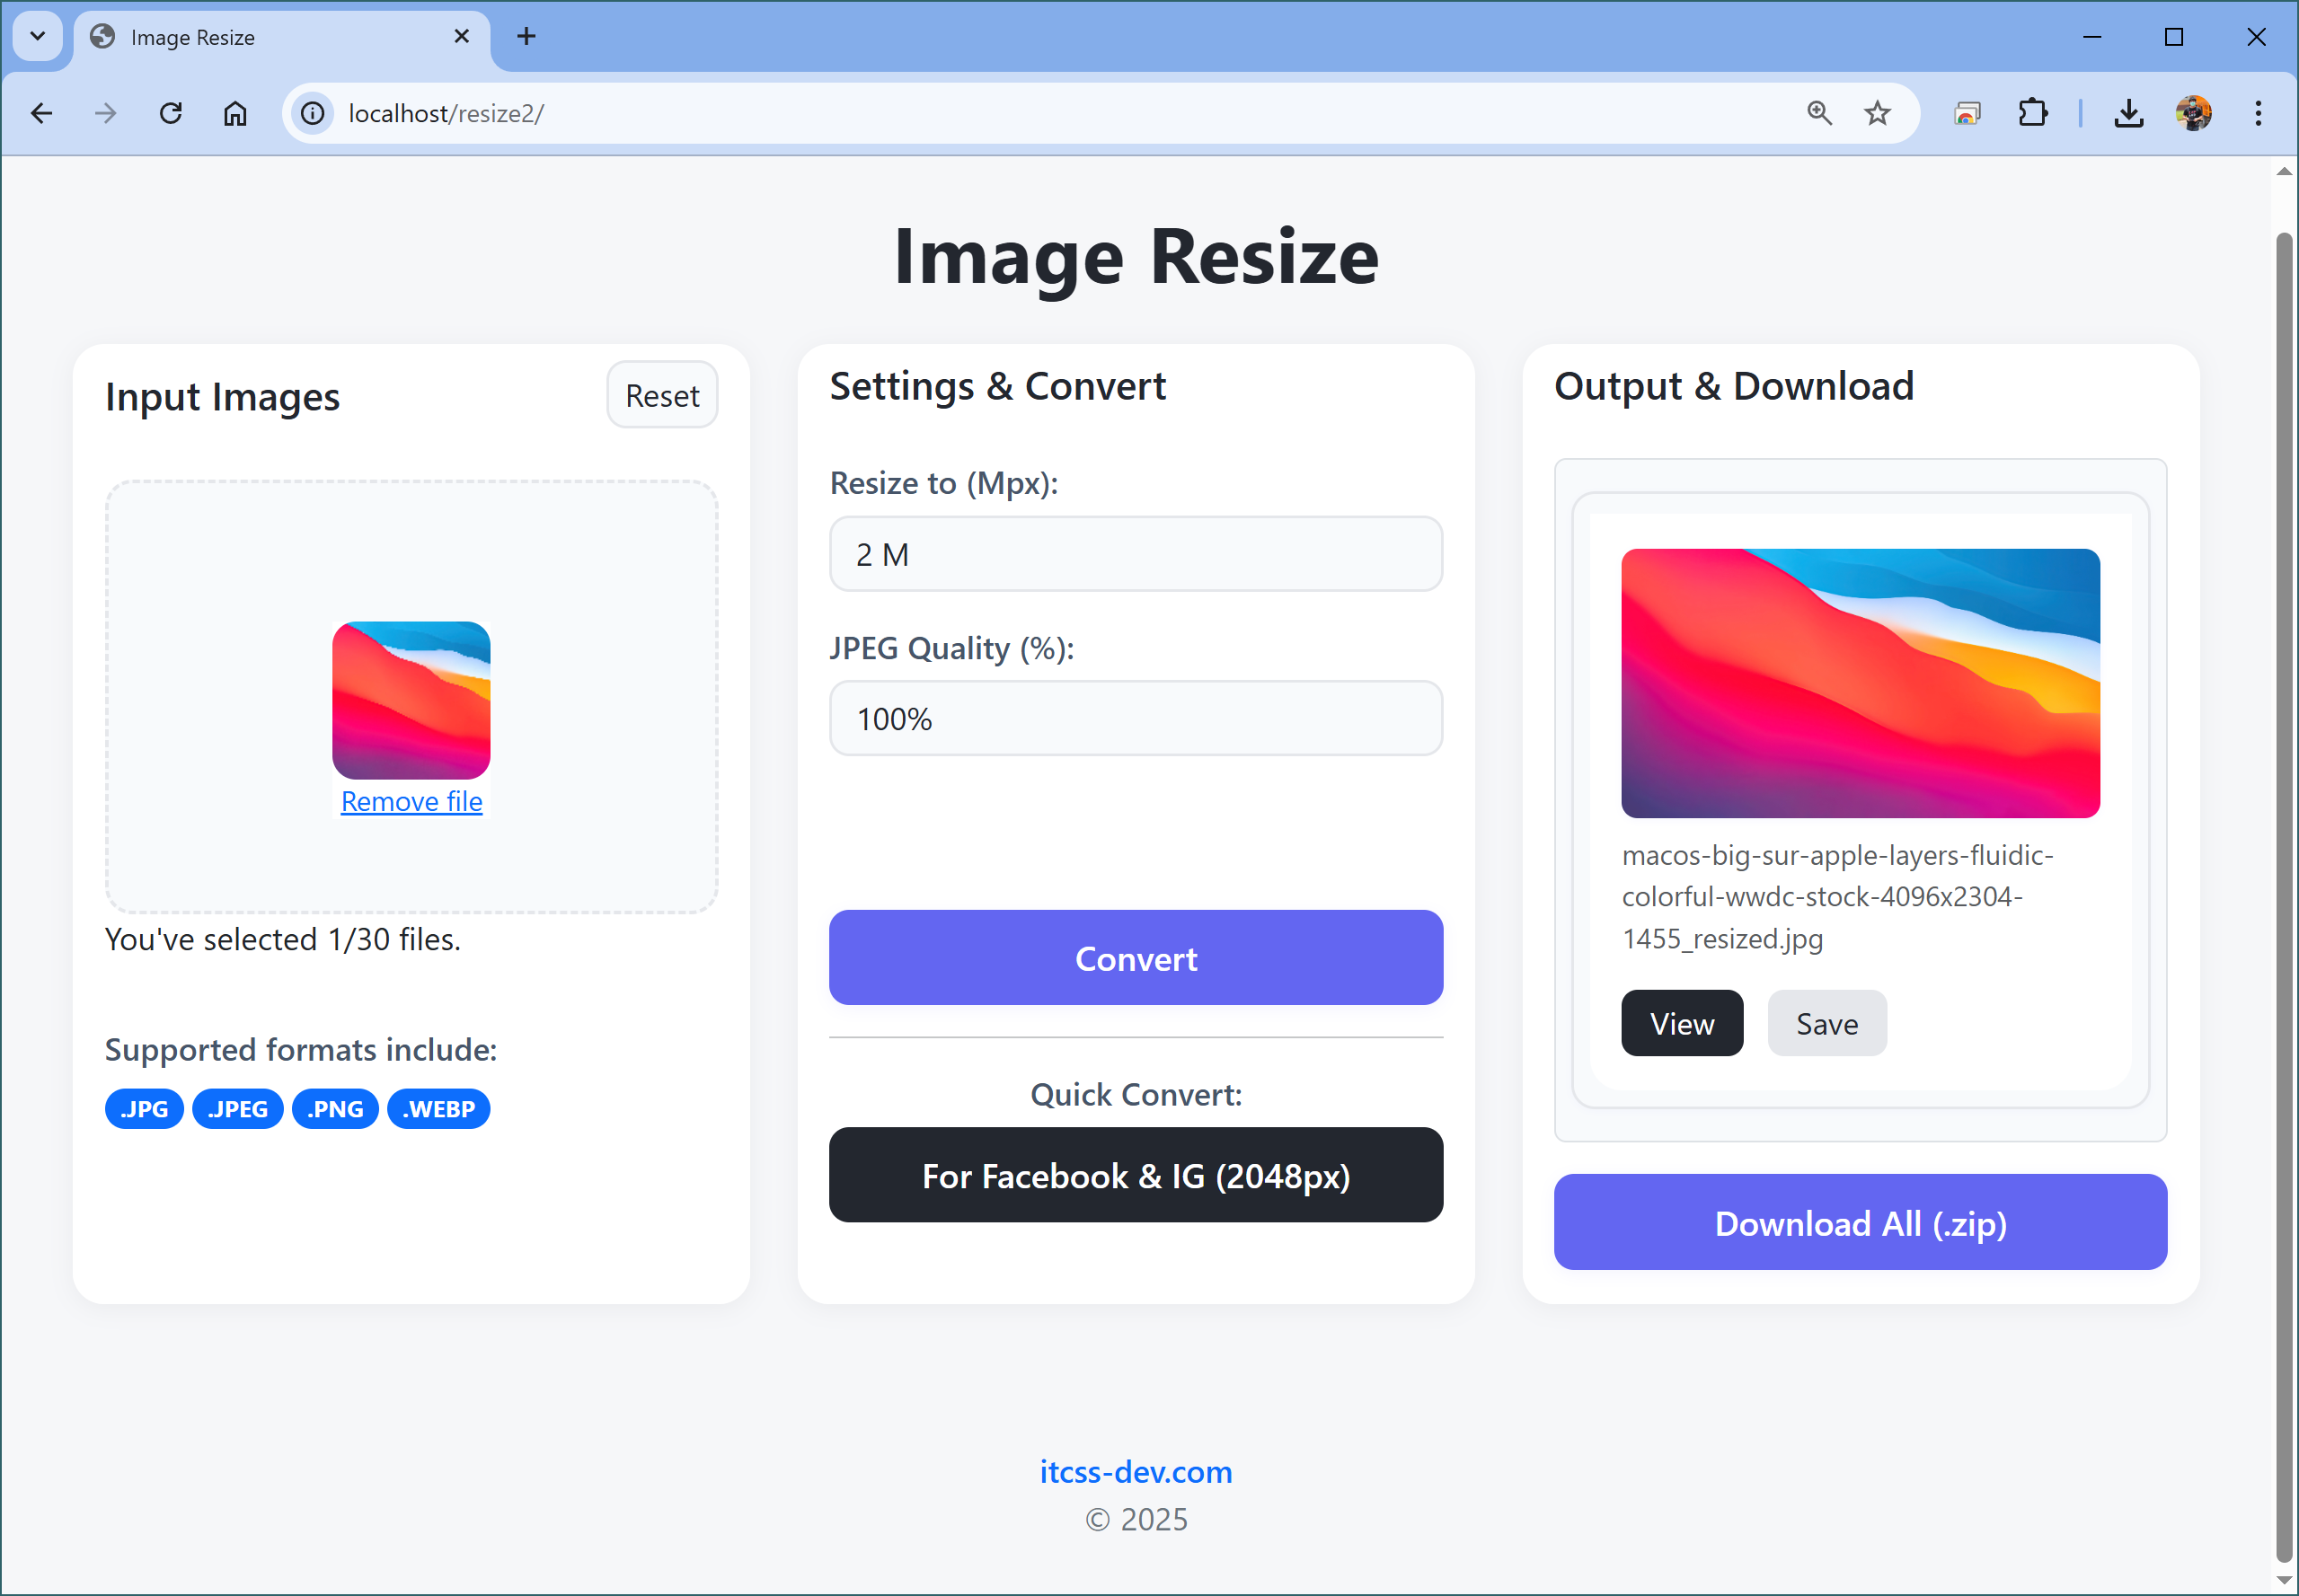 Image Resize
localhost/resize2/
Image Resize
Input Images
Reset
Remove file
You've selected 1/30 files.
Supported formats include:
.JPG .JPEG .PNG .WEBP
Settings & Convert
Resize to (Mpx):
2 M
JPEG Quality (%):
100%
Convert
Quick Convert:
For Facebook & IG (2048px)
Output & Download
macos-big-sur-apple-layers-fluidic-
colorful-wwdc-stock-4096x2304-
1455_resized.jpg
View
Save
Download All (.zip)
itcss-dev.com
© 2025